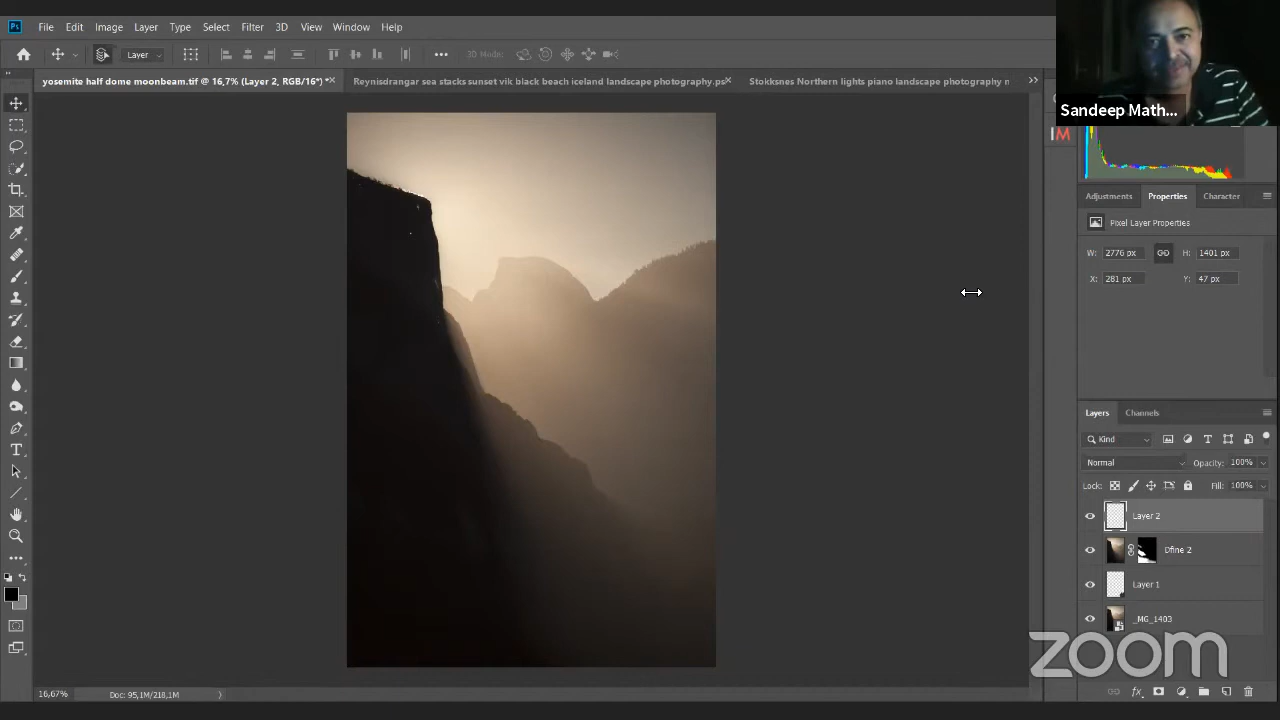 Ps File Edit Image Layer Type Select Filter 3D View Window Help
Layer
3D Mode:
yosemite half dome moonbeam.tif @ 16,7% (Layer 2, RGB/16*) *
Reynisdrangar sea stacks sunset vik black beach iceland landscape photography.ps
Stokksnes Northern lights piano landscape photography n
Sandeep Math...
IM
Adjustments Properties Character
Pixel Layer Properties
W: 2776 px H: 1401 px
X: 281 px Y: 47 px
Layers Channels
Kind
Normal Opacity: 100%
Lock: Fill: 100%
Layer 2
Dfine 2
Layer 1
_MG_1403
zoom
16,67% Doc: 95,1M/218,1M